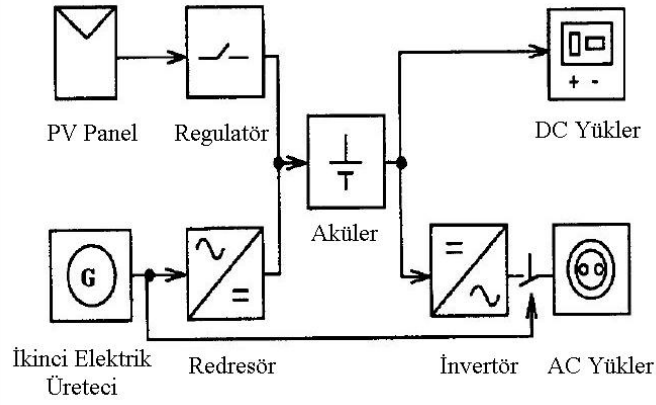 PV Panel
Regulatör
+ -
DC Yükler
Aküler
G
İkinci Elektrik
Üreteci
Redresör
İnvertör
AC Yükler